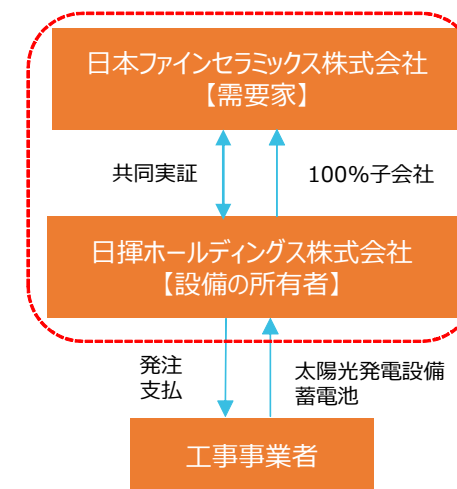 日本ファインセラミックス株式会社
【需要家】
共同実証
100%子会社
日揮ホールディングス株式会社
【設備の所有者】
発注
支払
太陽光発電設備
蓄電池
工事事業者